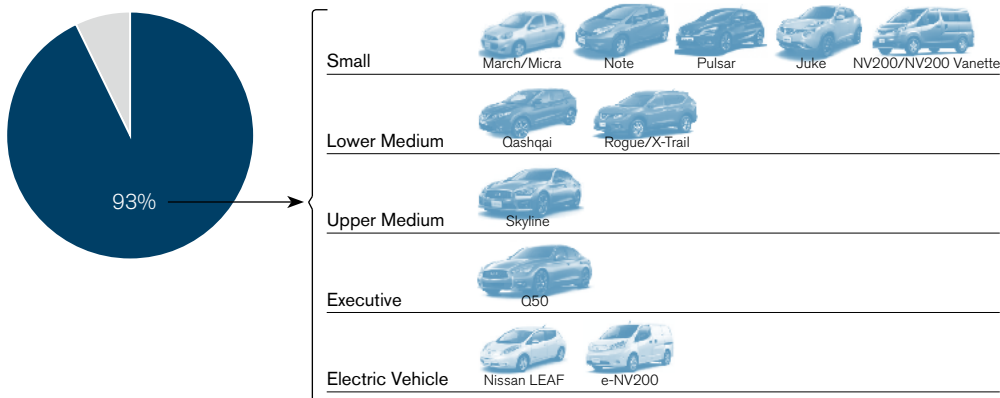 93%
Small
March/Micra
Note
Pulsar
Juke
NV200/NV200 Vanette
Lower Medium
Qashqai
Rogue/X-Trail
Upper Medium
Skyline
Executive
Q50
Electric Vehicle
Nissan LEAF
e-NV200